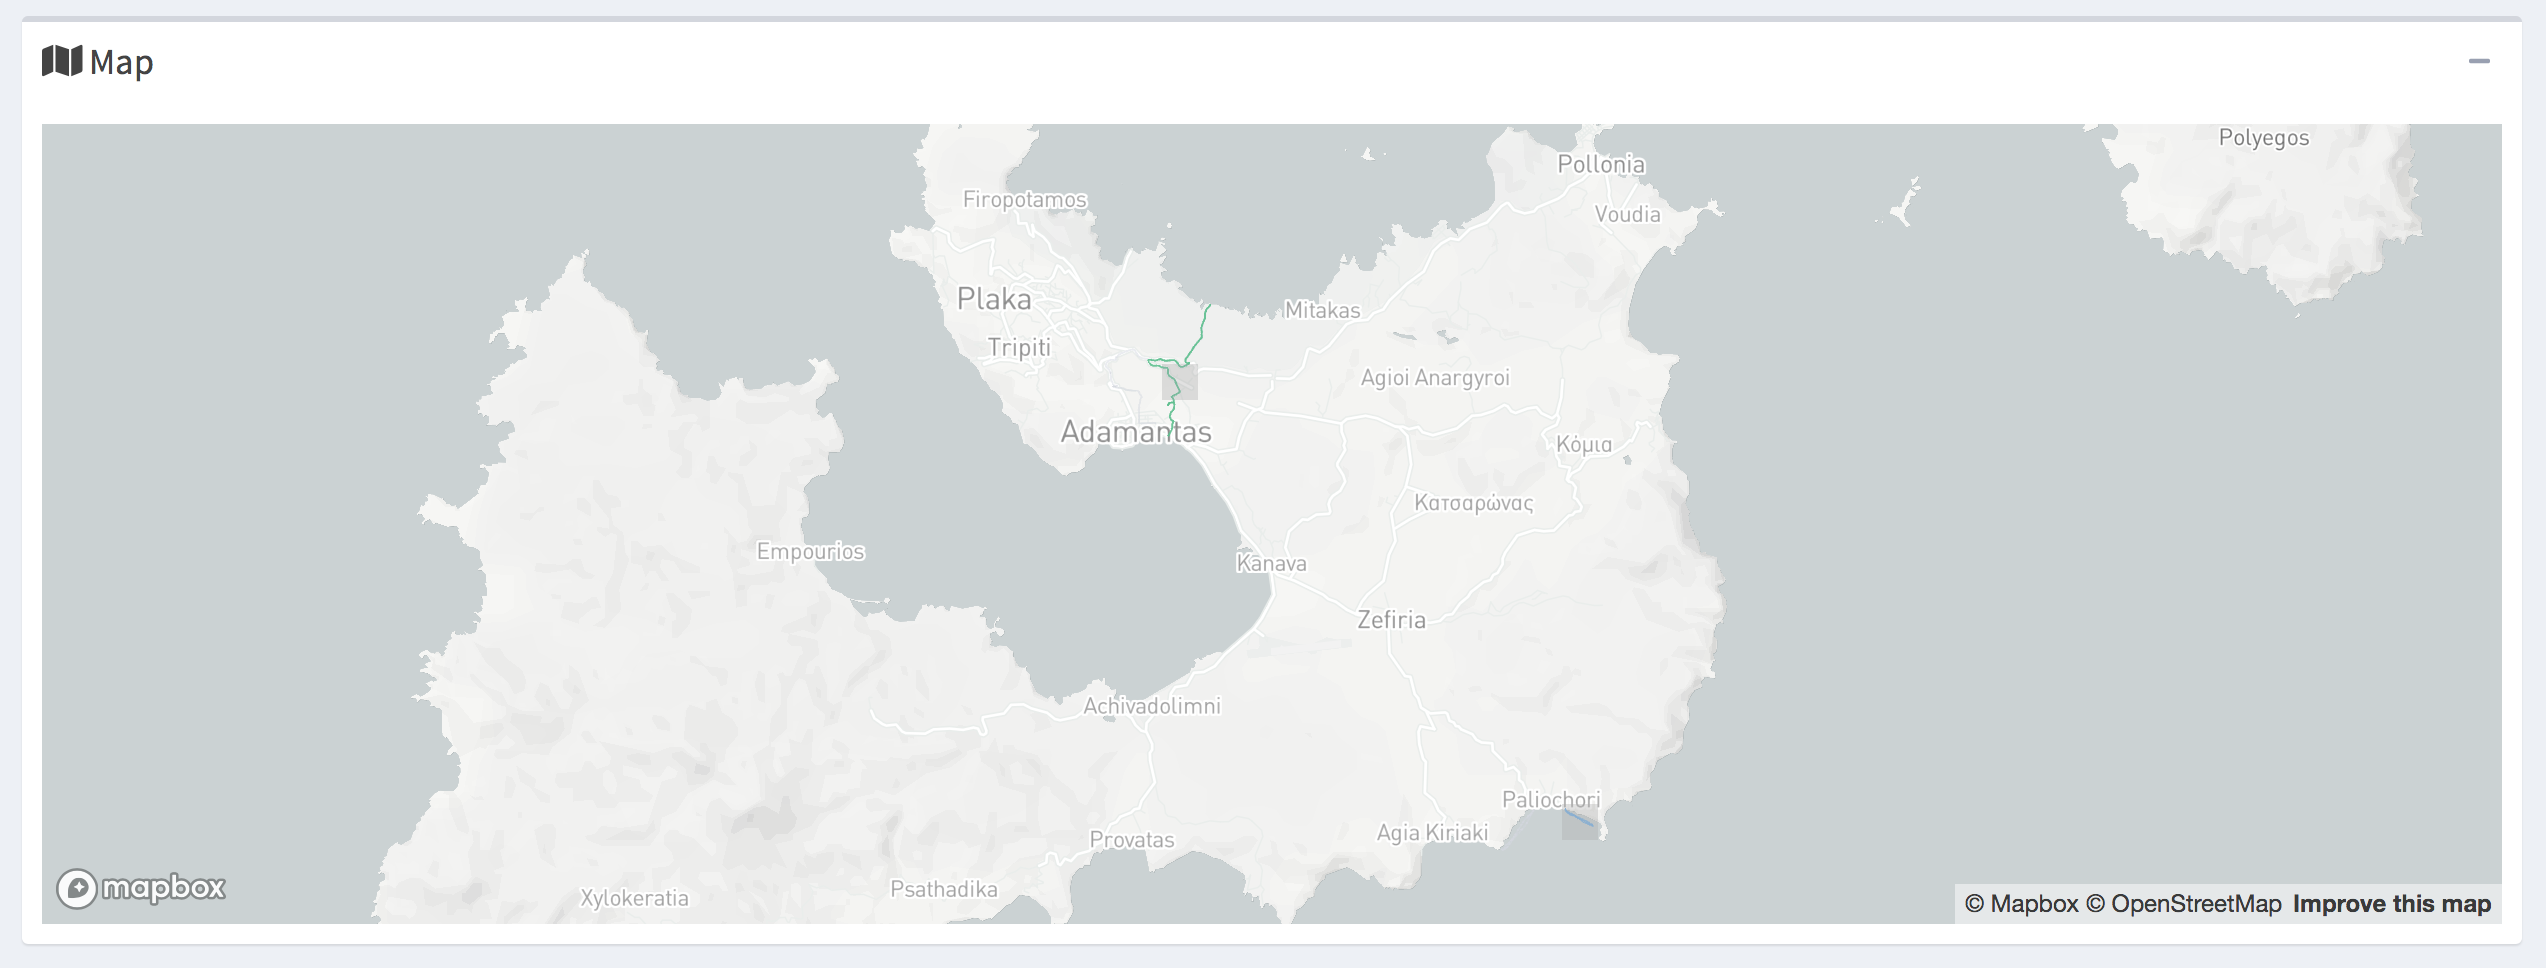 Map
Polyegos
Pollonia
Firopotamos
Voudia
Plaka
Mitakas
Tripiti
Agioi Anargyroi
Adamantas
Κόμια
Κατσαρώνας
Empourios
Kanava
Zefiria
Achivadolimni
Paliochori
Agia Kiriaki
Provatas
Psathadika
Xylokeratia
mapbox
© Mapbox © OpenStreetMap Improve this map